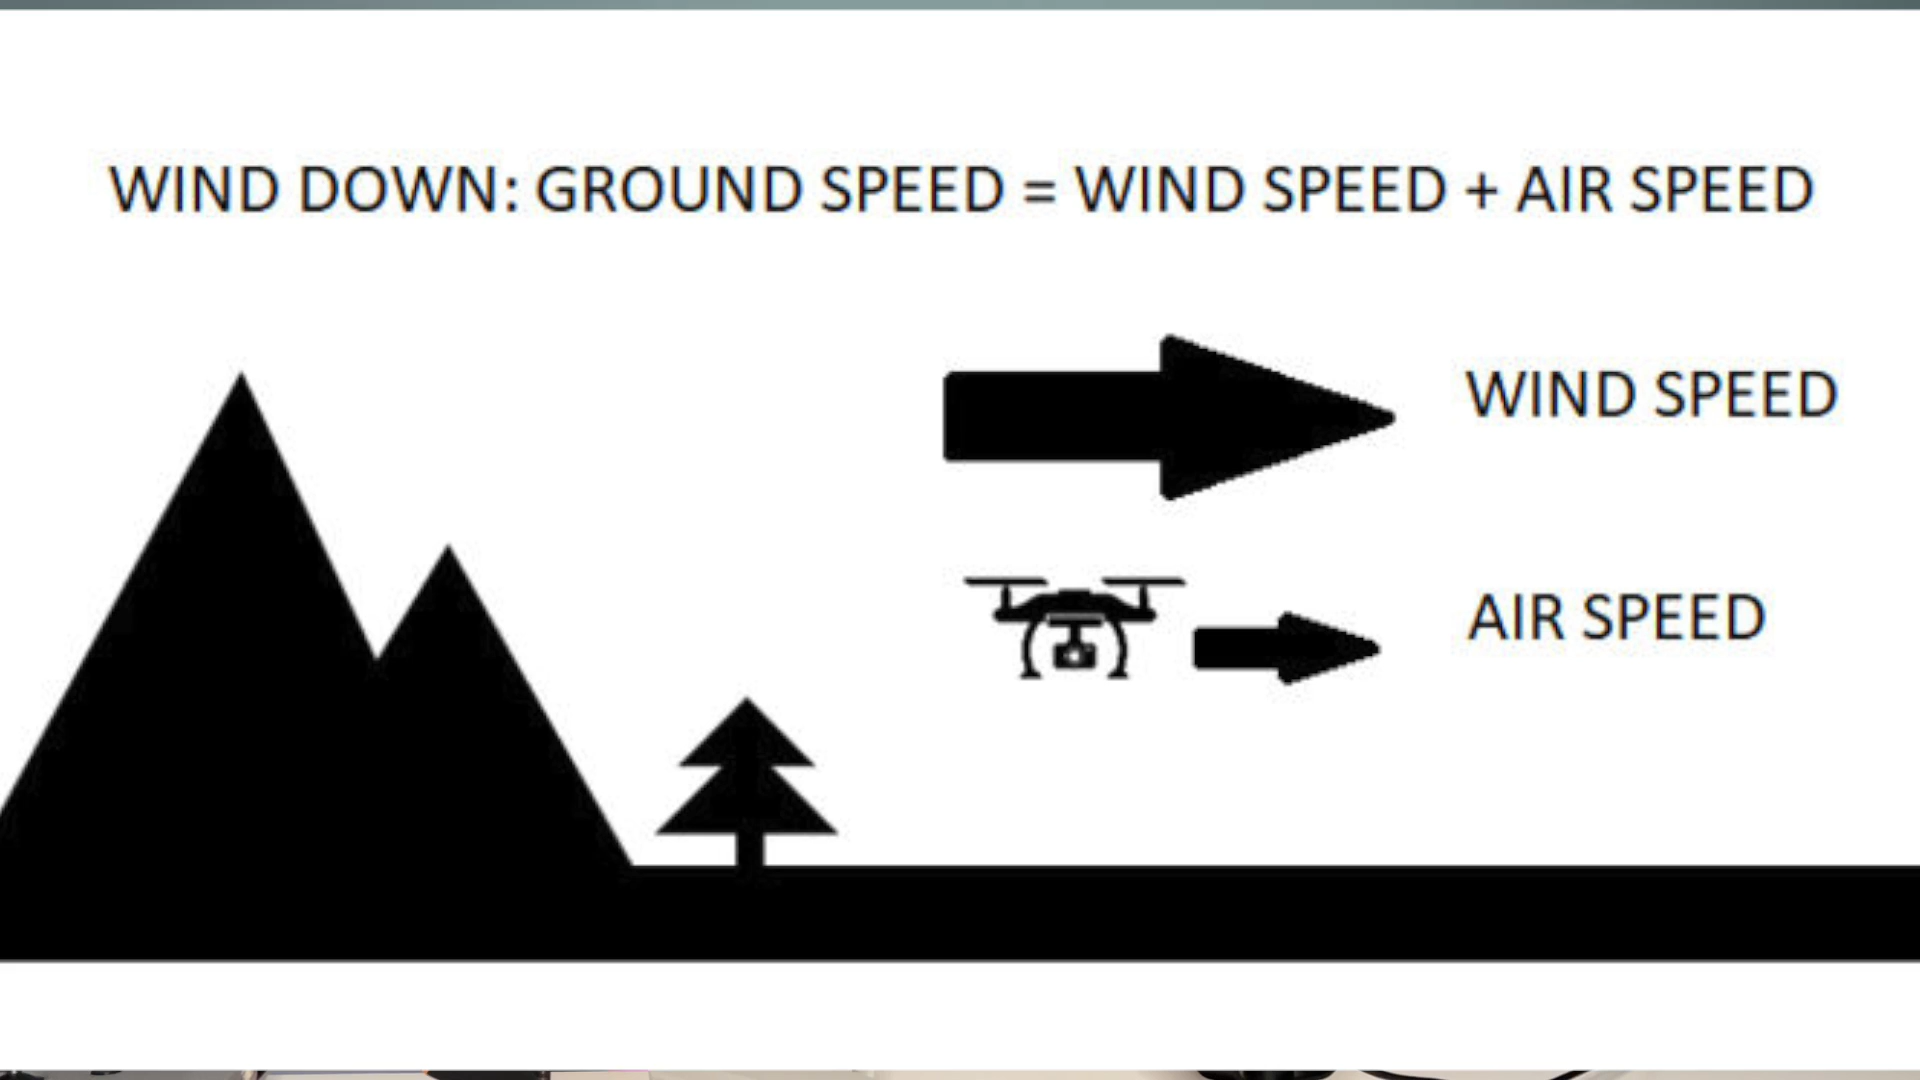 WIND DOWN: GROUND SPEED = WIND SPEED + AIR SPEED
WIND SPEED
AIR SPEED